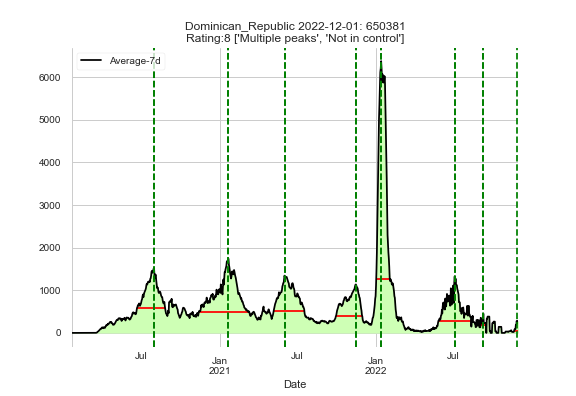 Dominican_Republic 2022-12-01: 650381
Rating:8 ['Multiple peaks', 'Not in control']
Average-7d
6000
5000
4000
3000
2000
1000
0
Jul
Jan
2021
Jul
Jan
2022
Jul
Date